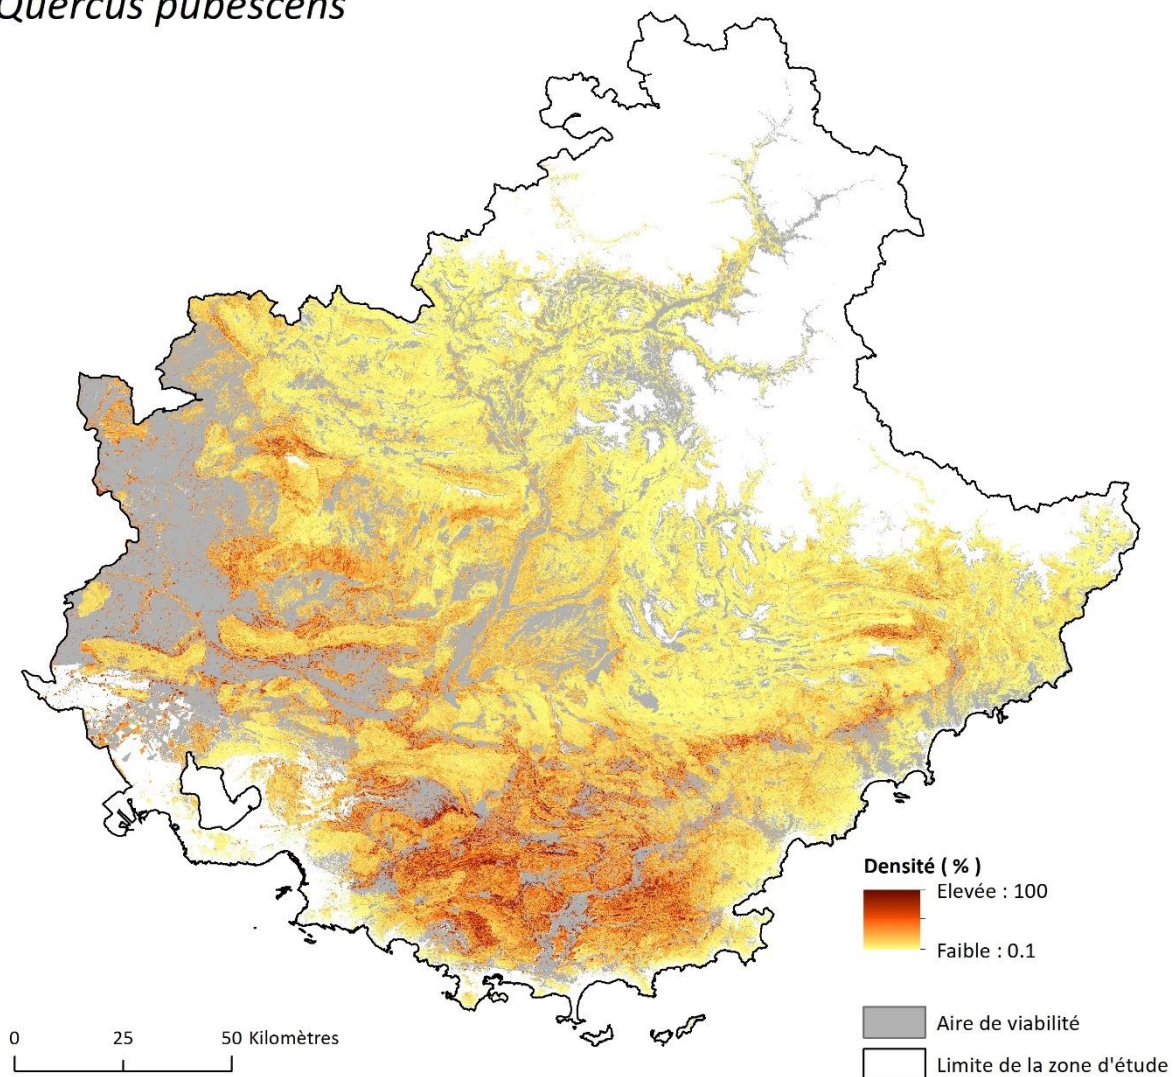 Quercus pubescens
Densité ( % )
Elevée : 100
Faible : 0.1
Aire de viabilité
Limite de la zone d'étude
0 25 50 Kilomètres